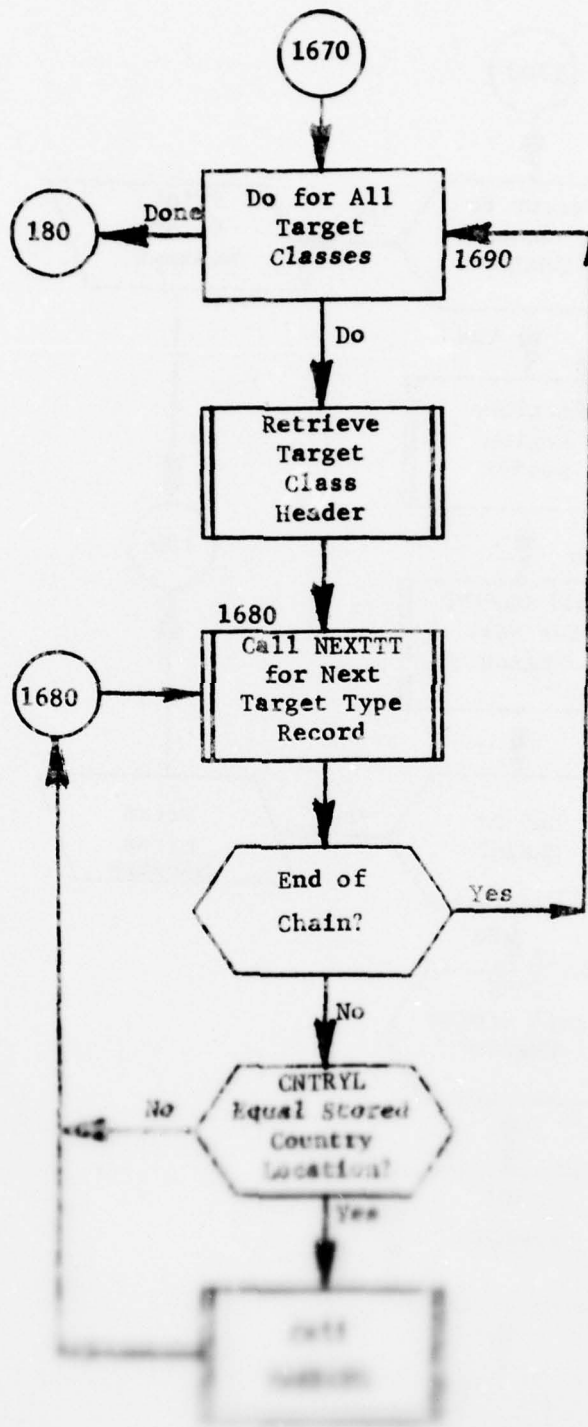 1670
180
Done
Do for All
Target
Classes
1690
Do
Retrieve
Target
Class
Header
1680
1680
Call NEXTTT
for Next
Target Type
Record
End of
Chain?
Yes
No
CNTRYL
Equal Stored
Country
Location?
No
Yes
Call